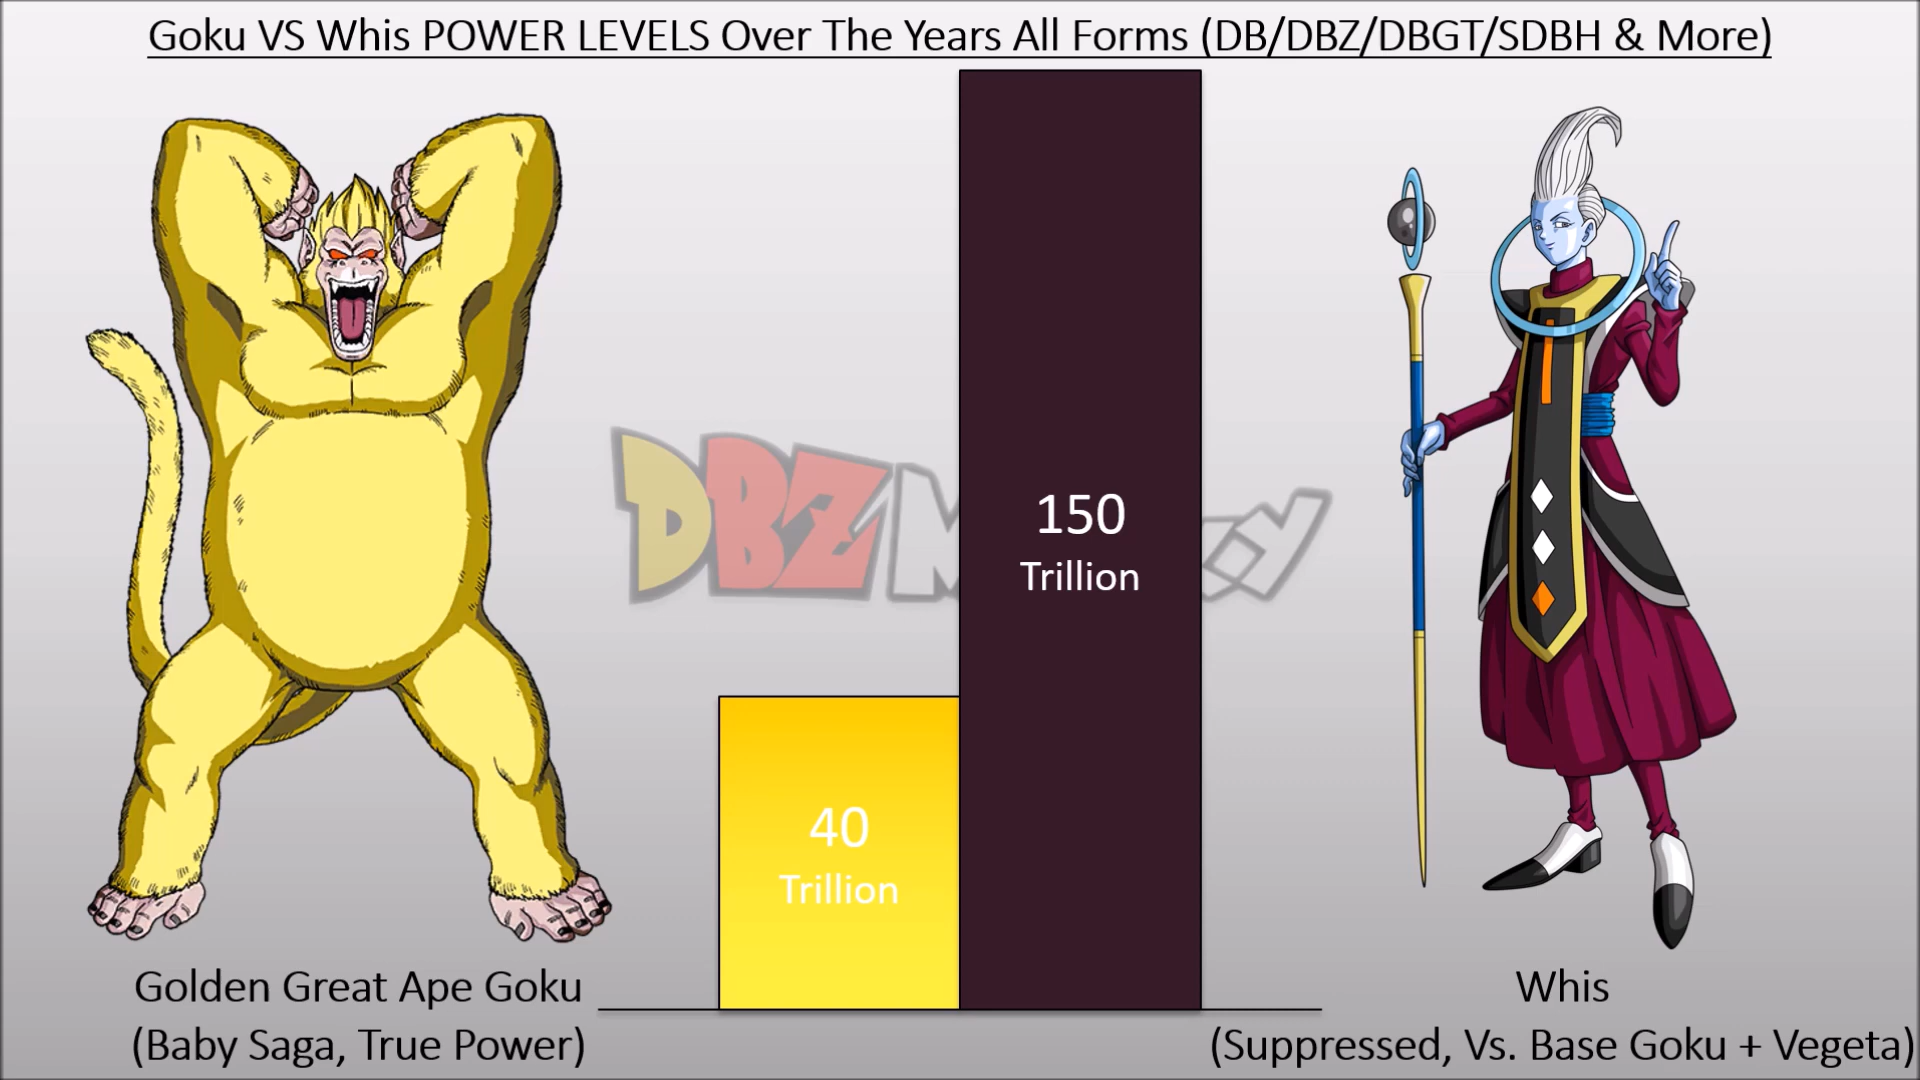 Goku VS Whis POWER LEVELS Over The Years All Forms (DB/DBZ/DBGT/SDBH & More)
DBZ
150
Trillion
40
Trillion
Golden Great Ape Goku
(Baby Saga, True Power)
Whis
(Suppressed, Vs. Base Goku + Vegeta)